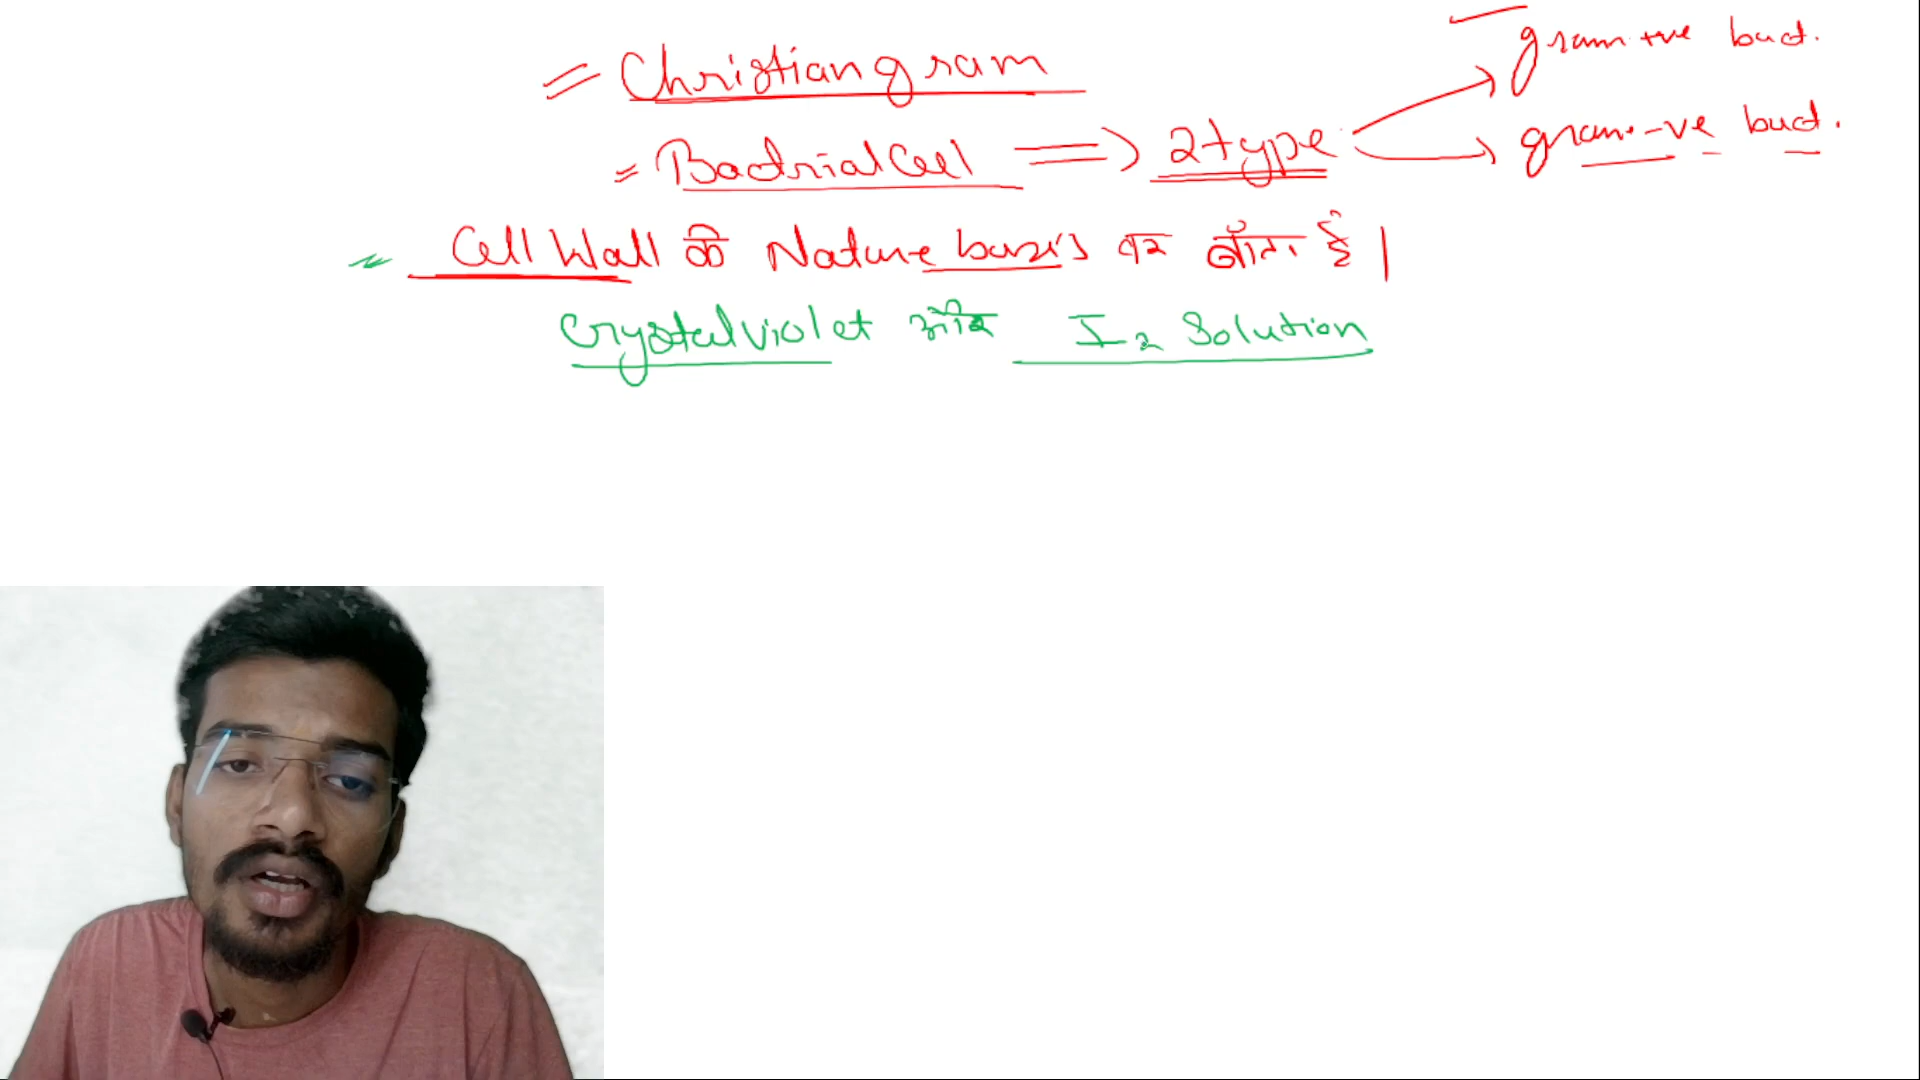 = Christian gram
= Bactrial Cell => 2 type
gram +ve bact.
gram -ve bact.
Cell Wall के Nature basis पर बाँटा है |
Crystal violet और I2 Solution